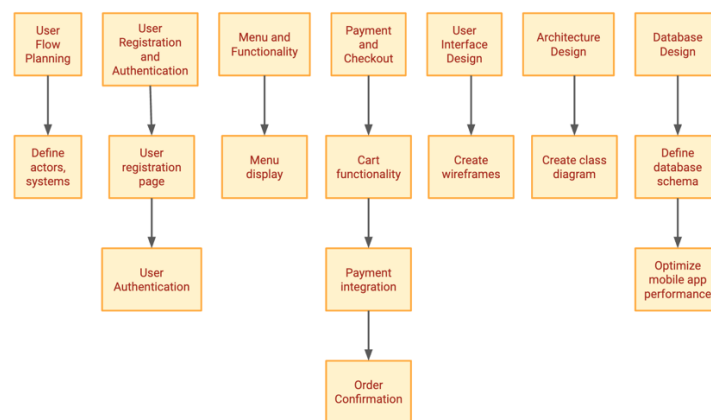 User
Flow
Planning
User
Registration
and
Authentication
Menu and
Functionality
Payment
and
Checkout
User
Interface
Design
Architecture
Design
Database
Design
Define
actors,
systems
User
registration
page
Menu
display
Cart
functionality
Create
wireframes
Create class
diagram
Define
database
schema
User
Authentication
Payment
integration
Optimize
mobile app
performance
Order
Confirmation